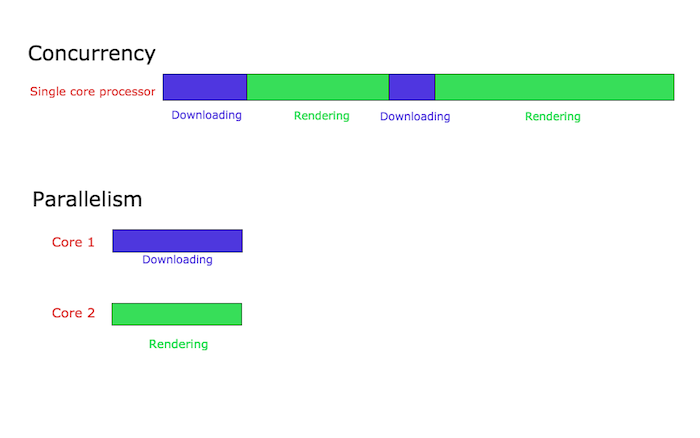 Concurrency
Single core processor
Downloading
Rendering
Downloading
Rendering
Parallelism
Core 1
Downloading
Core 2
Rendering